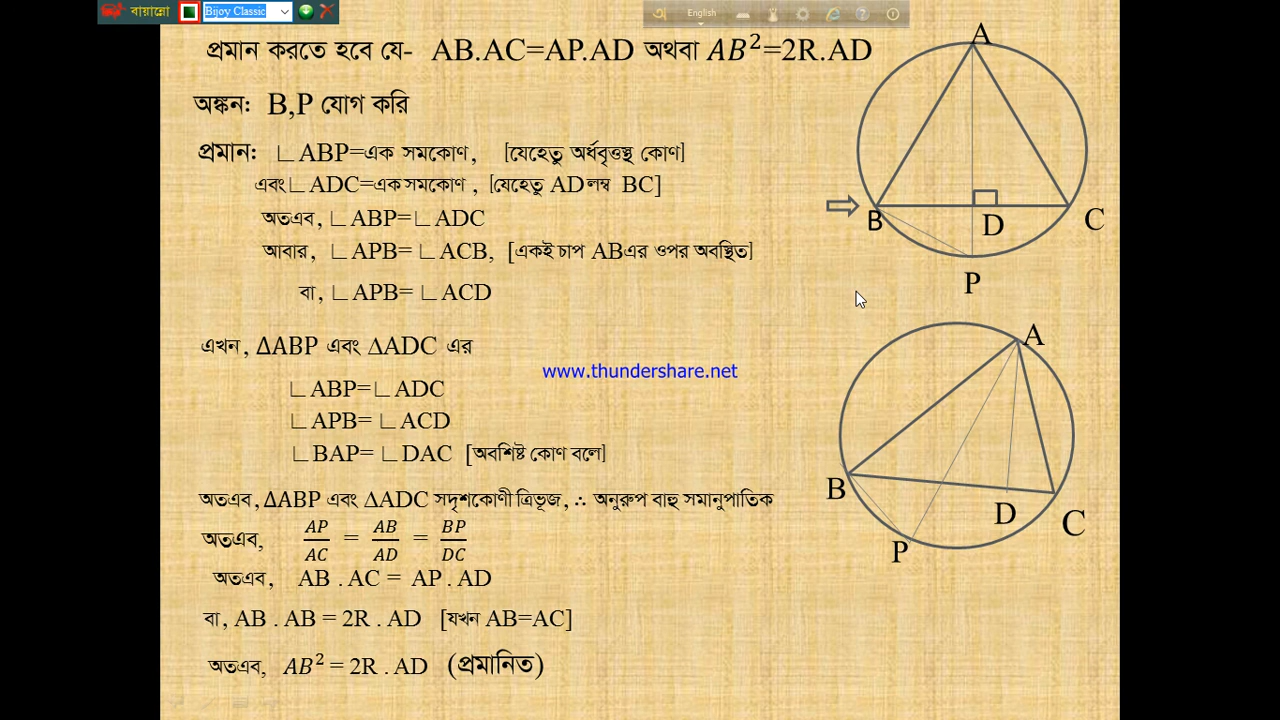 বায়ান্নো
Bijoy Classic
English
প্রমান করতে হবে যে- AB.AC=AP.AD অথবা AB²=2R.AD
অঙ্কন: B,P যোগ করি
প্রমান: ∟ABP=এক সমকোণ, [যেহেতু অর্ধবৃত্তস্থ কোণ]
এবং∟ADC=এক সমকোণ , [যেহেতু AD লম্ব BC]
অতএব, ∟ABP=∟ADC
আবার, ∟APB= ∟ACB, [একই চাপ ABএর ওপর অবস্থিত]
বা, ∟APB= ∟ACD
এখন, ∆ABP এবং ∆ADC এর
∟ABP=∟ADC
∟APB= ∟ACD
∟BAP= ∟DAC [অবশিষ্ট কোণ বলে]
অতএব, ∆ABP এবং ∆ADC সদৃশকোণী ত্রিভূজ, ∴ অনুরুপ বাহু সমানুপাতিক
অতএব, AP/AC = AB/AD = BP/DC
অতএব, AB . AC = AP . AD
বা, AB . AB = 2R . AD [যখন AB=AC]
অতএব, AB² = 2R . AD (প্রমানিত)
www.thundershare.net
A
B
D
C
P
A
B
D
C
P